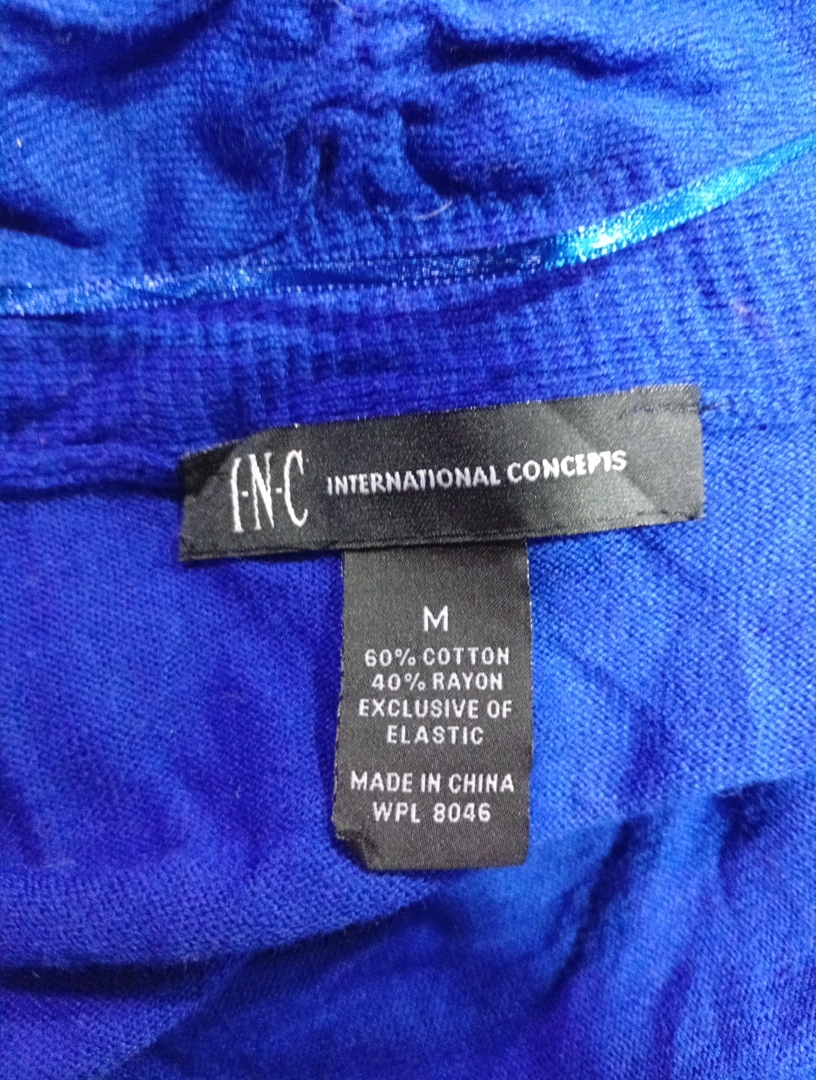 I·N·C INTERNATIONAL CONCEPTS
M
60% COTTON
40% RAYON
EXCLUSIVE OF
ELASTIC
MADE IN CHINA
WPL 8046